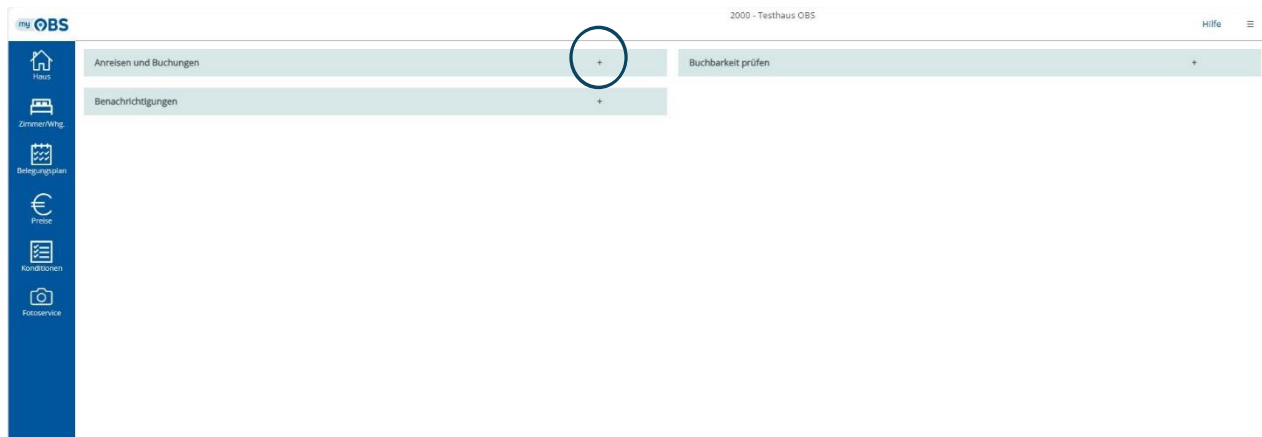 my OBS
2000 - Testhaus OBS
Hilfe
Haus
Zimmer/Whg.
Belegungsplan
Preise
Konditionen
Fotoservice
Anreisen und Buchungen +
Benachrichtigungen +
Buchbarkeit prüfen +